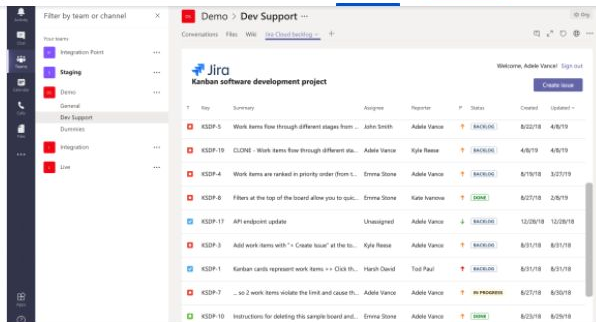 Activity
Filter by team or channel ×
DS Demo > Dev Support ···
Org
Conversations Files Wiki Jira Cloud backlog +
Chat
Your teams
Teams
Integration Point ···
Staging ···
Demo ···
General
Dev Support
Dummies
Integration ···
Live ···
Calls
Files
Apps
Jira
Welcome, Adele Vance! Sign out
Kanban software development project
Create issue
T Key Summary Assignee Reporter P Status Created Updated
KSDP-5 Work items flow through different stages from ... John Smith Adele Vance BACKLOG 8/22/18 4/8/19
KSDP-19 CLONE - Work items flow through different sta... Adele Vance Kyle Reese BACKLOG 4/8/19 4/8/19
KSDP-4 Work items are ranked in priority order (from t... Emma Stone Adele Vance BACKLOG 8/19/18 3/27/19
KSDP-8 Filters at the top of the board allow you to quic... Emma Stone Kate Ivanova DONE 8/27/18 2/8/19
KSDP-17 API endpoint update Unassigned Adele Vance BACKLOG 12/28/18 12/28/18
KSDP-3 Add work items with "+ Create Issue" at the to... Kyle Reese Adele Vance BACKLOG 8/31/18 8/31/18
KSDP-1 Kanban cards represent work items >> Click th... Harsh David Tod Paul BACKLOG 8/31/18 8/31/18
KSDP-7 ... so 2 work items violate the limit and cause th... Adele Vance Adele Vance IN PROGRESS 8/27/18 8/30/18
KSDP-10 Instructions for deleting this sample board and... Emma Stone Adele Vance DONE 8/23/18 8/29/18